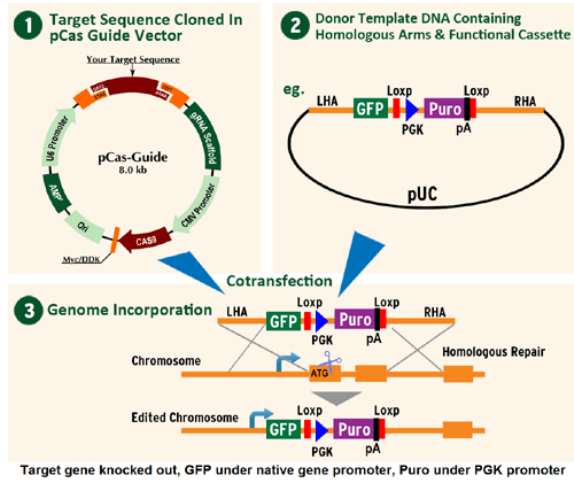 1 Target Sequence Cloned In
pCas Guide Vector
Your Target Sequence
gRNA Scaffold
CMV Promoter
CAS9
Myc/DDK
Ori
AMPr
U6 Promoter
pCas-Guide
8.0 kb
2 Donor Template DNA Containing
Homologous Arms & Functional Cassette
eg.
LHA GFP Loxp PGK Puro pA Loxp RHA
pUC
Cotransfection
3 Genome Incorporation
LHA GFP Loxp PGK Puro pA Loxp RHA
Chromosome ATG Homologous Repair
Edited Chromosome
GFP Loxp PGK Puro pA Loxp
Target gene knocked out, GFP under native gene promoter, Puro under PGK promoter